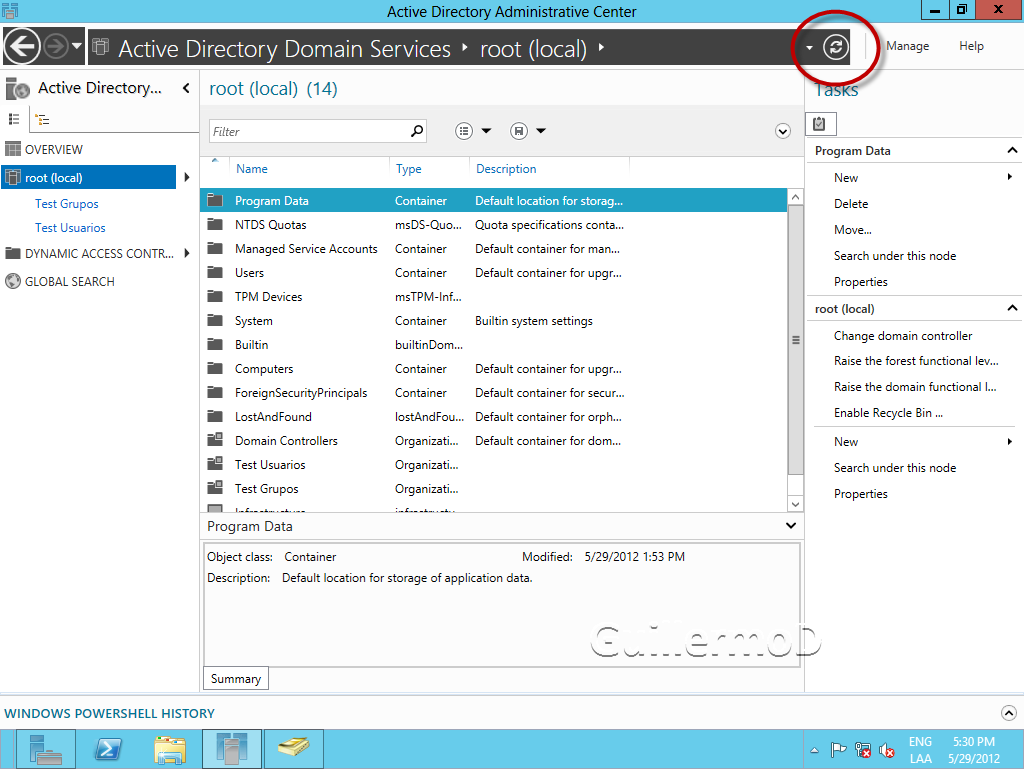 Active Directory Administrative Center
Active Directory Domain Services • root (local) •
Manage Help
Active Directory...
OVERVIEW
root (local)
Test Grupos
Test Usuarios
DYNAMIC ACCESS CONTR...
GLOBAL SEARCH
root (local) (14)
Filter
Name Type Description
Program Data Container Default location for storag...
NTDS Quotas msDS-Quo... Quota specifications conta...
Managed Service Accounts Container Default container for man...
Users Container Default container for upgr...
TPM Devices msTPM-Inf...
System Container Builtin system settings
Builtin builtinDom...
Computers Container Default container for upgr...
ForeignSecurityPrincipals Container Default container for secur...
LostAndFound lostAndFou... Default container for orph...
Domain Controllers Organizati... Default container for dom...
Test Usuarios Organizati...
Test Grupos Organizati...
Infrastructure infrastructu...
Program Data
Object class: Container Modified: 5/29/2012 1:53 PM
Description: Default location for storage of application data.
GuillermoD
Summary
Tasks
Program Data
New
Delete
Move...
Search under this node
Properties
root (local)
Change domain controller
Raise the forest functional lev...
Raise the domain functional l...
Enable Recycle Bin ...
New
Search under this node
Properties
WINDOWS POWERSHELL HISTORY
ENG 5:30 PM
LAA 5/29/2012